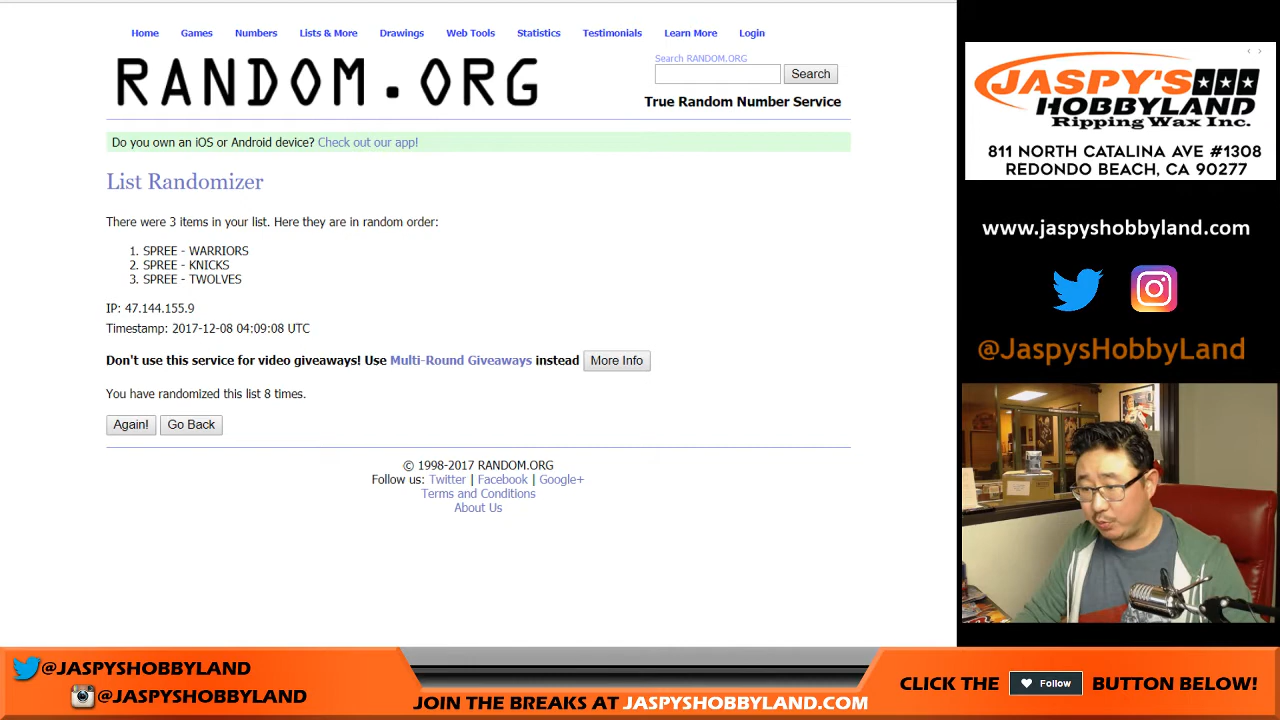 Home Games Numbers Lists & More Drawings Web Tools Statistics Testimonials Learn More Login
RANDOM.ORG
Search RANDOM.ORG
Search
True Random Number Service
Do you own an iOS or Android device? Check out our app!
List Randomizer
There were 3 items in your list. Here they are in random order:
1. SPREE - WARRIORS
2. SPREE - KNICKS
3. SPREE - TWOLVES
IP: 47.144.155.9
Timestamp: 2017-12-08 04:09:08 UTC
Don't use this service for video giveaways! Use Multi-Round Giveaways instead More Info
You have randomized this list 8 times.
Again! Go Back
© 1998-2017 RANDOM.ORG
Follow us: Twitter | Facebook | Google+
Terms and Conditions
About Us
JASPY'S
HOBBYLAND
Ripping Wax Inc.
811 NORTH CATALINA AVE #1308
REDONDO BEACH, CA 90277
www.jaspyshobbyland.com
@JaspysHobbyLand
@JASPYSHOBBYLAND
@JASPYSHOBBYLAND
JOIN THE BREAKS AT JASPYSHOBBYLAND.COM
CLICK THE Follow BUTTON BELOW!